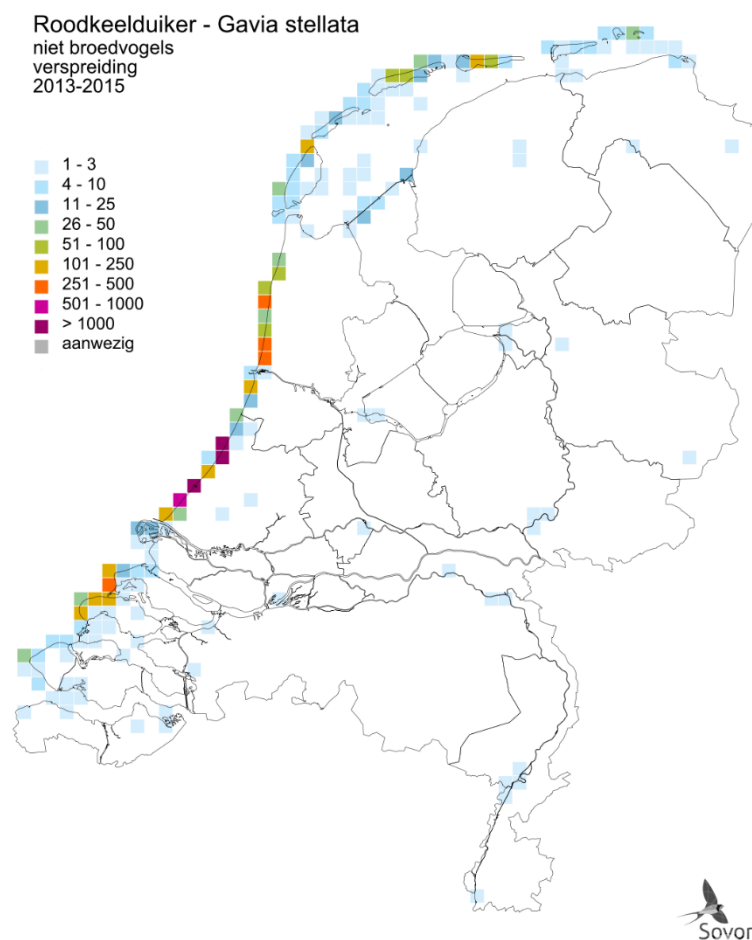 Roodkeelduiker - Gavia stellata
niet broedvogels
verspreiding
2013-2015
1 - 3
4 - 10
11 - 25
26 - 50
51 - 100
101 - 250
251 - 500
501 - 1000
> 1000
aanwezig
Sovon